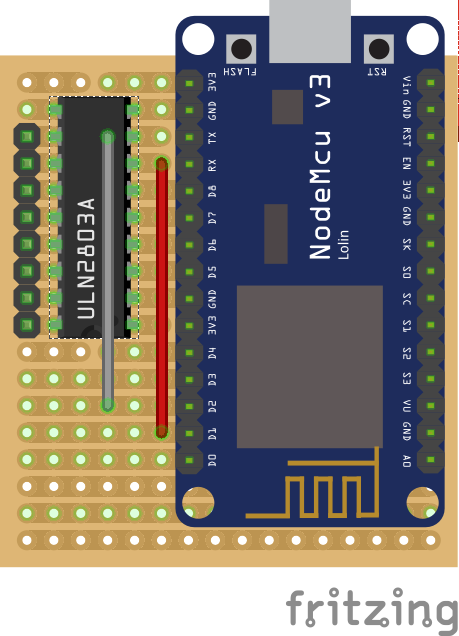 FLASH
RST
3V3
GND
TX
RX
D8
D7
D6
D5
GND
3V3
D4
D3
D2
D1
D0
ULN2803A
NodeMcu v3
Lolin
Vin
GND
RST
EN
3V3
GND
SK
SO
SC
S1
S2
S3
VU
GND
AO
fritzing